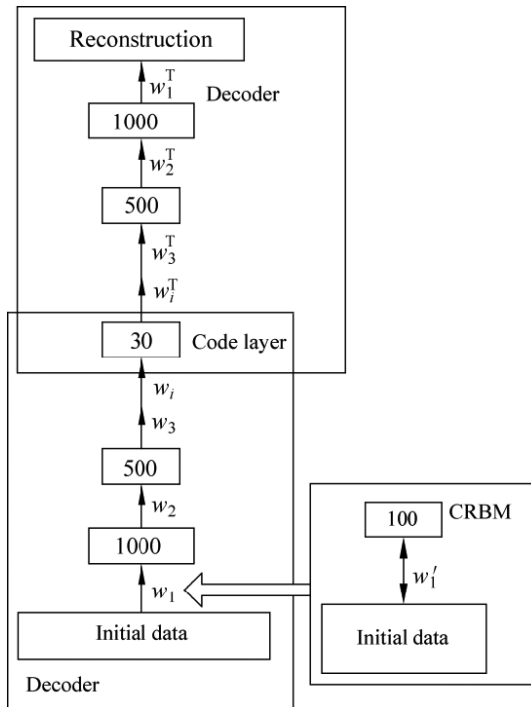 Reconstruction
w₁ᵀ
Decoder
1000
w₂ᵀ
500
w₃ᵀ
wᵢᵀ
30
Code layer
wᵢ
w₃
500
w₂
1000
w₁
Initial data
Decoder
100
CRBM
w₁′
Initial data